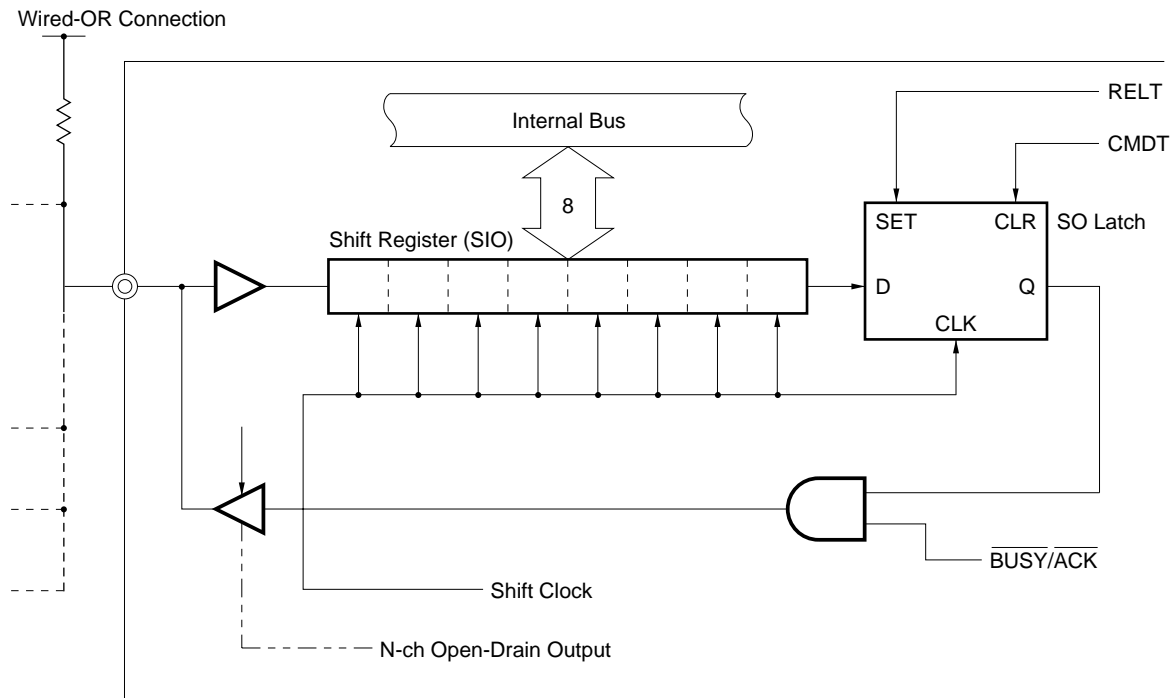 Wired-OR Connection
RELT
Internal Bus
CMDT
8
SET
CLR
SO Latch
Shift Register (SIO)
D
Q
CLK
BUSY/ACK
Shift Clock
N-ch Open-Drain Output